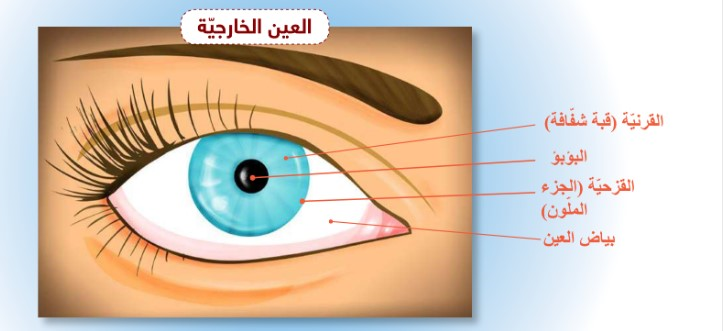 العين الخارجيّة
القرنيّة (قبة شفّافة)
البؤبؤ
القزحيّة (الجزء
الملّون)
بياض العين